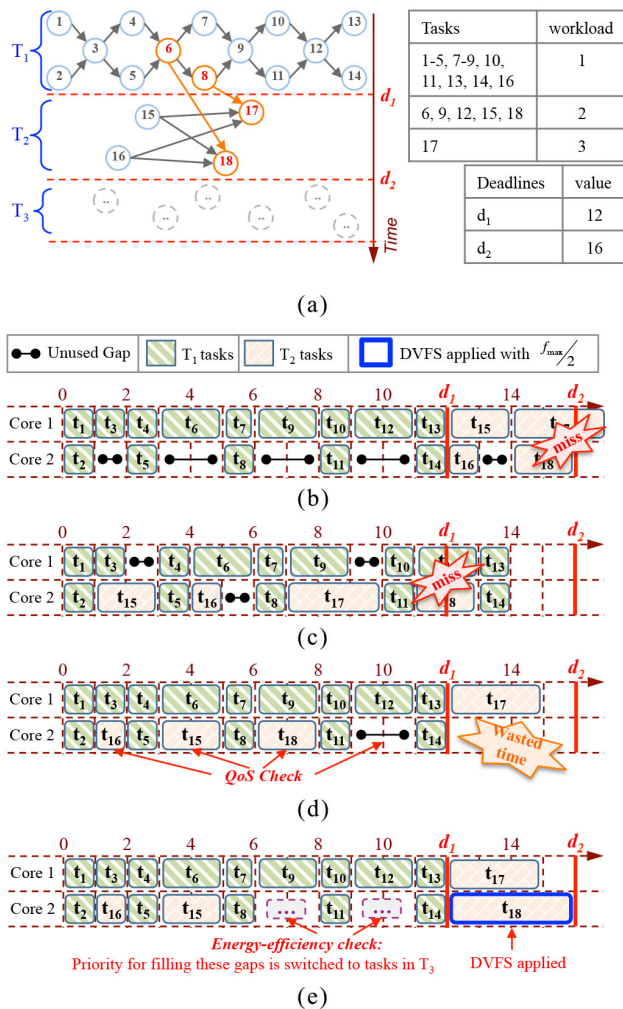 1 4 7 10 13
T1 3 6 9 12
2 5 8 11 14
d1
17
15
T2
16
18
d2
T3 .. .. .. .. .. ..
Time
Tasks workload
1-5, 7-9, 10, 11, 13, 14, 16 1
6, 9, 12, 15, 18 2
17 3
Deadlines value
d1 12
d2 16
(a)
Unused Gap T1 tasks T2 tasks DVFS applied with fmax/2
0 2 4 6 8 10 d1 14 d2
Core 1 t1 t3 t4 t6 t7 t9 t10 t12 t13 t15
miss
Core 2 t2 t5 t8 t11 t14 t16 t18
(b)
0 2 4 6 8 10 d1 14 d2
Core 1 t1 t3 t4 t6 t7 t9 t10 t13
miss
Core 2 t2 t15 t5 t16 t8 t17 t11 t14
(c)
0 2 4 6 8 10 d1 14 d2
Core 1 t1 t3 t4 t6 t7 t9 t10 t12 t13 t17
Core 2 t2 t16 t5 t15 t8 t18 t11 t14
Wasted time
QoS Check
(d)
0 2 4 6 8 10 d1 14 d2
Core 1 t1 t3 t4 t6 t7 t9 t10 t12 t13 t17
Core 2 t2 t16 t5 t15 t8 ... t11 ... t14 t18
Energy-efficiency check:
Priority for filling these gaps is switched to tasks in T3 DVFS applied
(e)